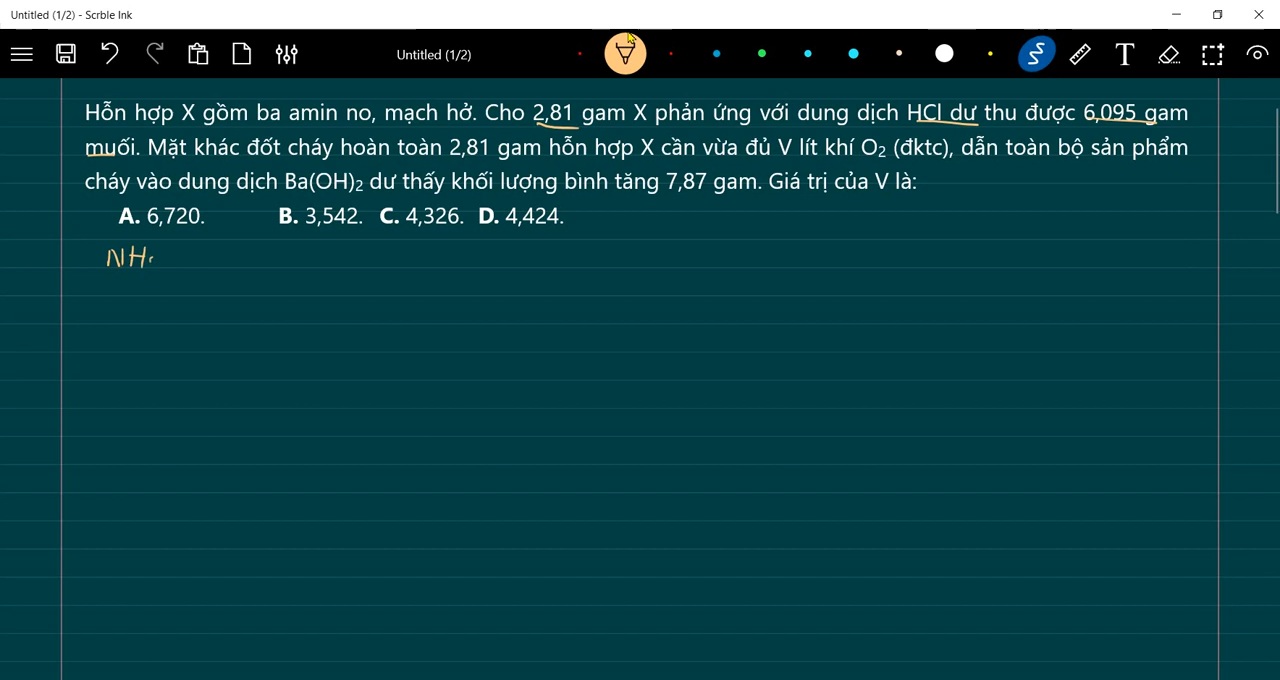 Untitled (1/2) - Scrble Ink
Untitled (1/2)
T
Hỗn hợp X gồm ba amin no, mạch hở. Cho 2,81 gam X phản ứng với dung dịch HCl dư thu được 6,095 gam
muối. Mặt khác đốt cháy hoàn toàn 2,81 gam hỗn hợp X cần vừa đủ V lít khí O₂ (đktc), dẫn toàn bộ sản phẩm
cháy vào dung dịch Ba(OH)₂ dư thấy khối lượng bình tăng 7,87 gam. Giá trị của V là:
A. 6,720. B. 3,542. C. 4,326. D. 4,424.
NH